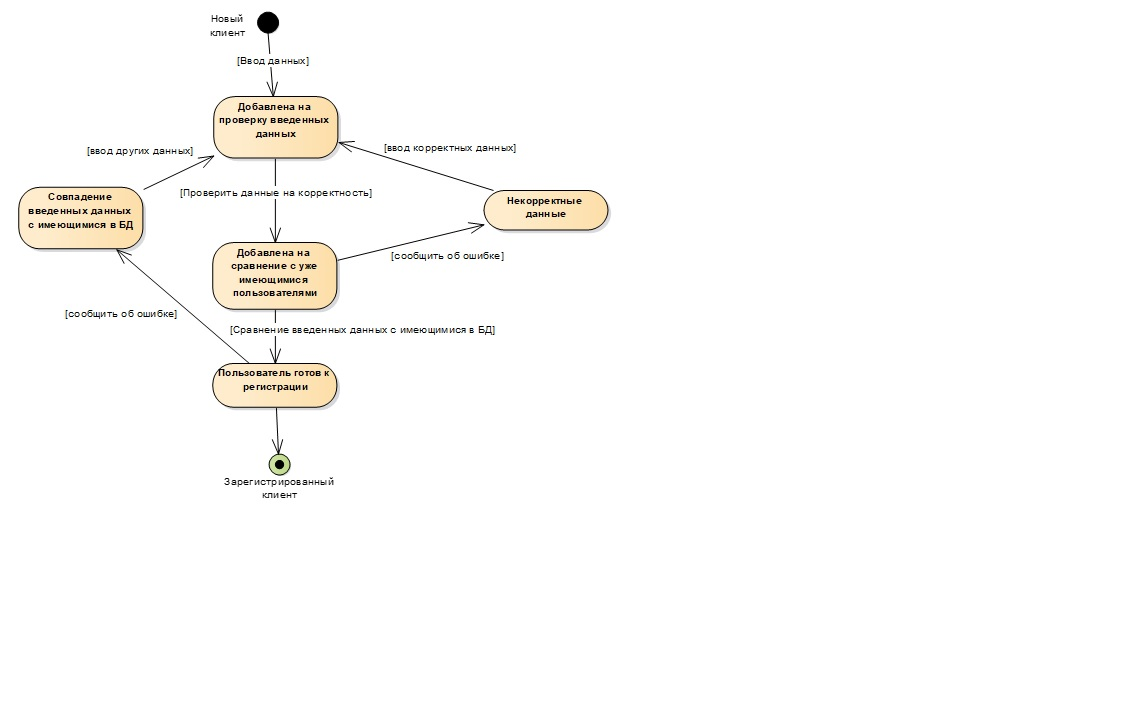 Новый
клиент
[Ввод данных]
Добавлена на
проверку введенных
данных
[ввод других данных]
[ввод корректных данных]
[Проверить данные на корректность]
Совпадение
введенных данных
с имеющимися в БД
Некорректные
данные
Добавлена на
сравнение с уже
имеющимися
пользователями
[сообщить об ошибке]
[сообщить об ошибке]
[Сравнение введенных данных с имеющимися в БД]
Пользователь готов к
регистрации
Зарегистрированный
клиент